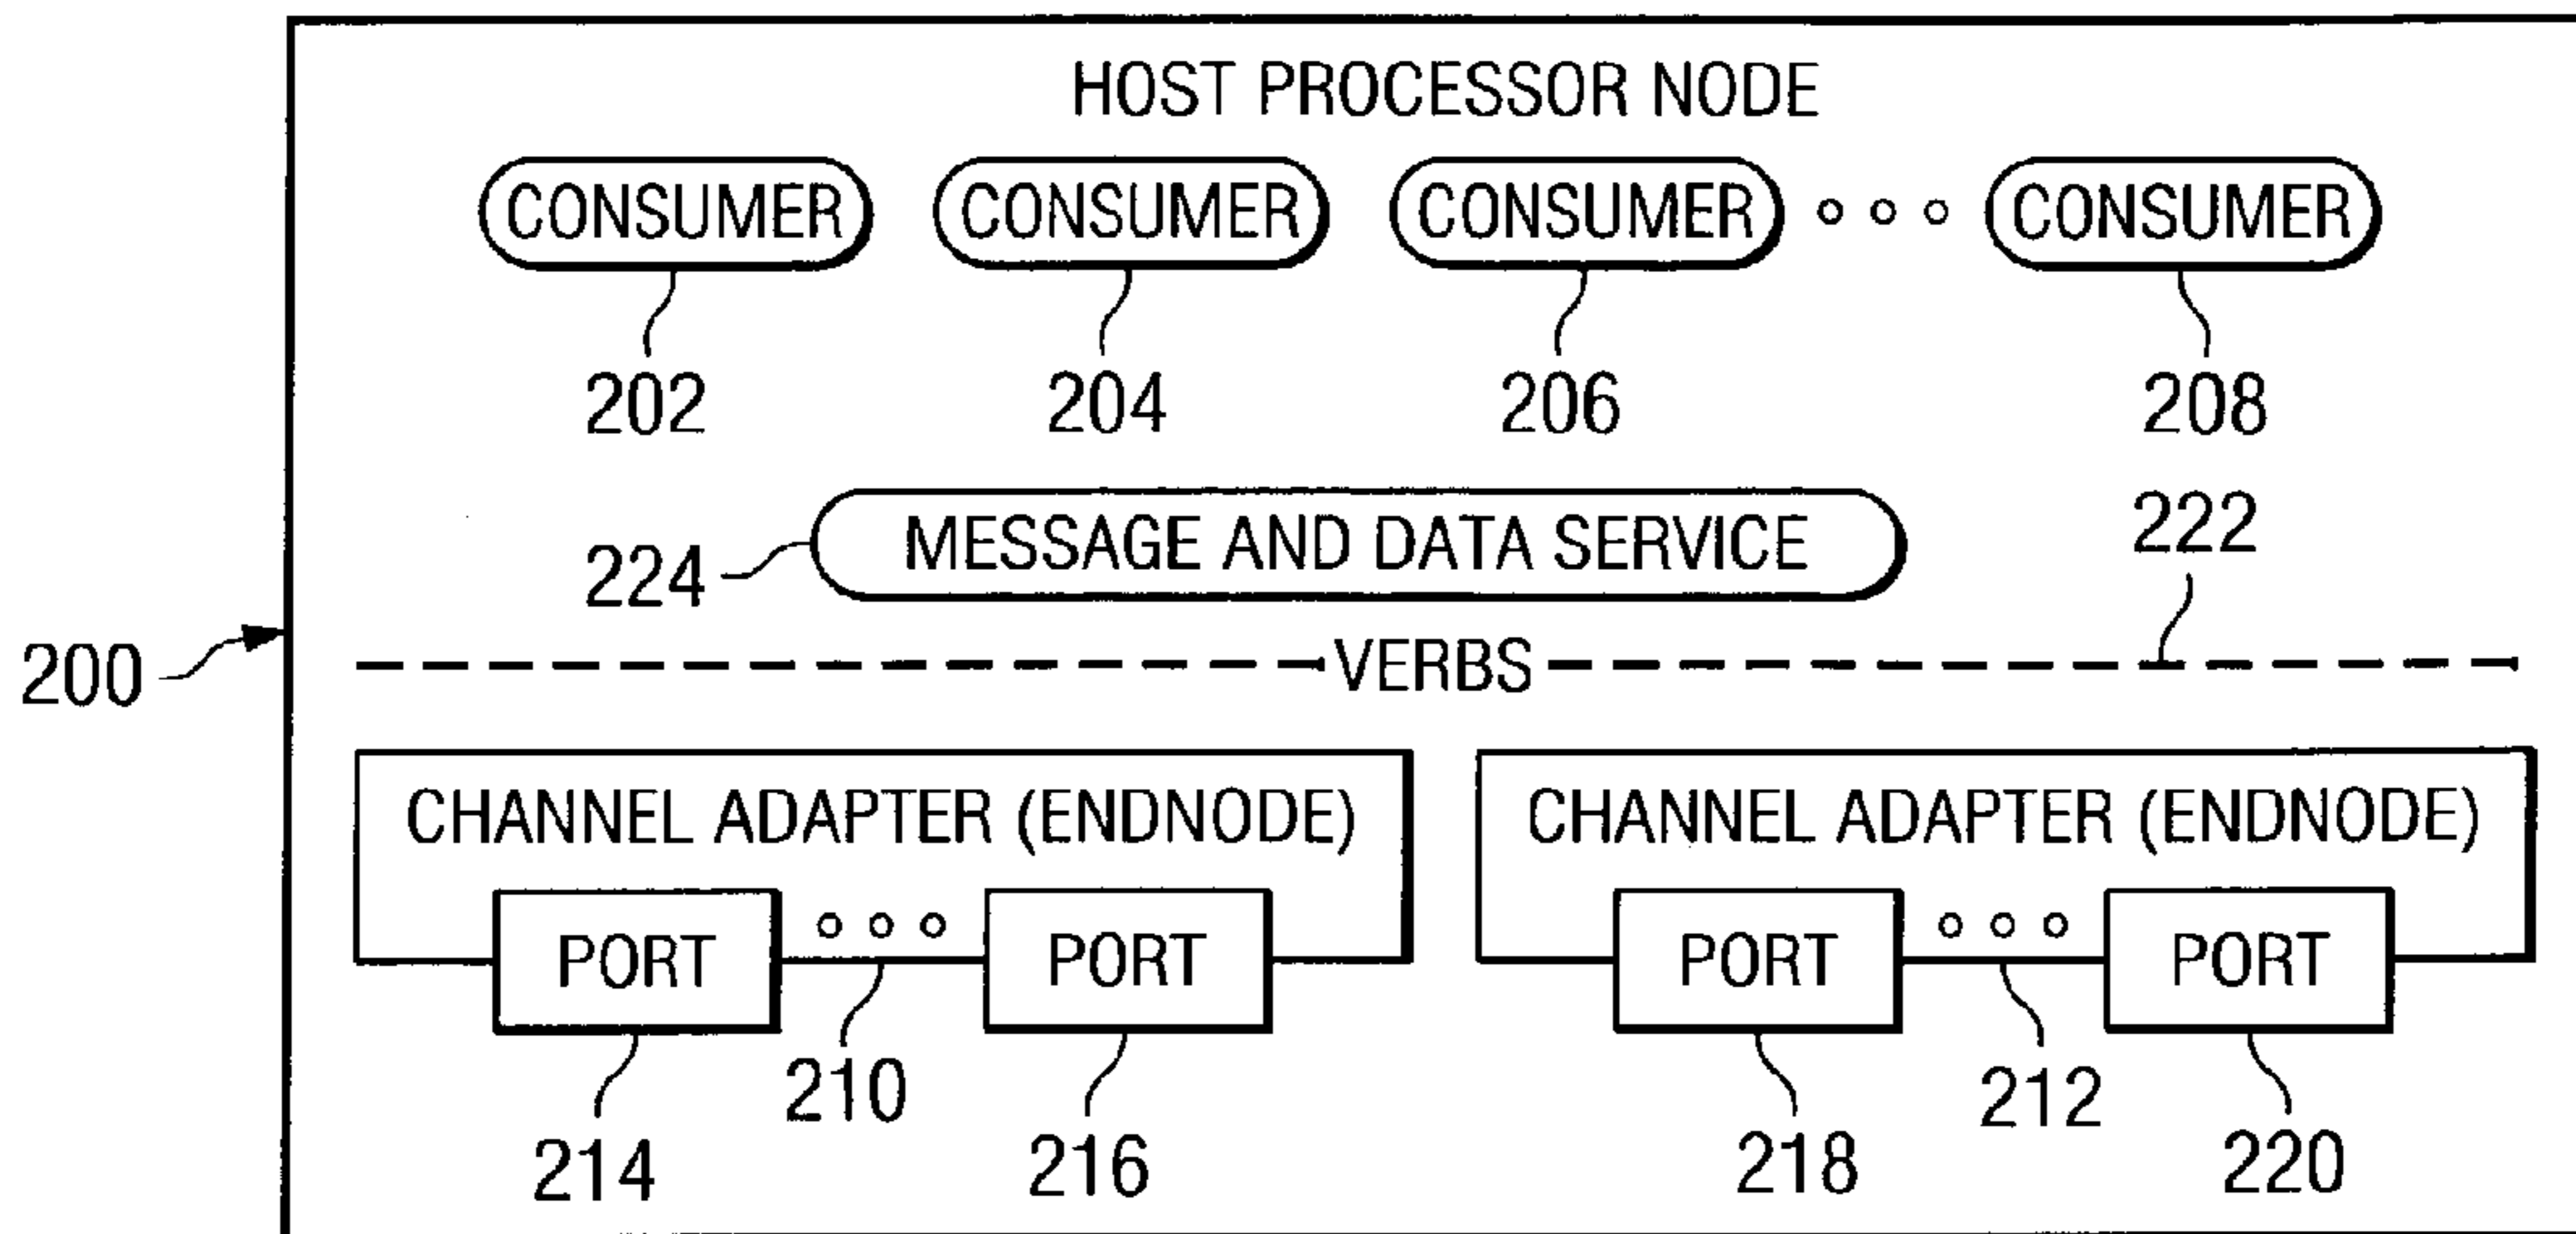 HOST PROCESSOR NODE
CONSUMER CONSUMER CONSUMER CONSUMER
202 204 206 208
222
MESSAGE AND DATA SERVICE
224
200
VERBS
CHANNEL ADAPTER (ENDNODE) CHANNEL ADAPTER (ENDNODE)
PORT PORT PORT PORT
210 212
214 216 218 220